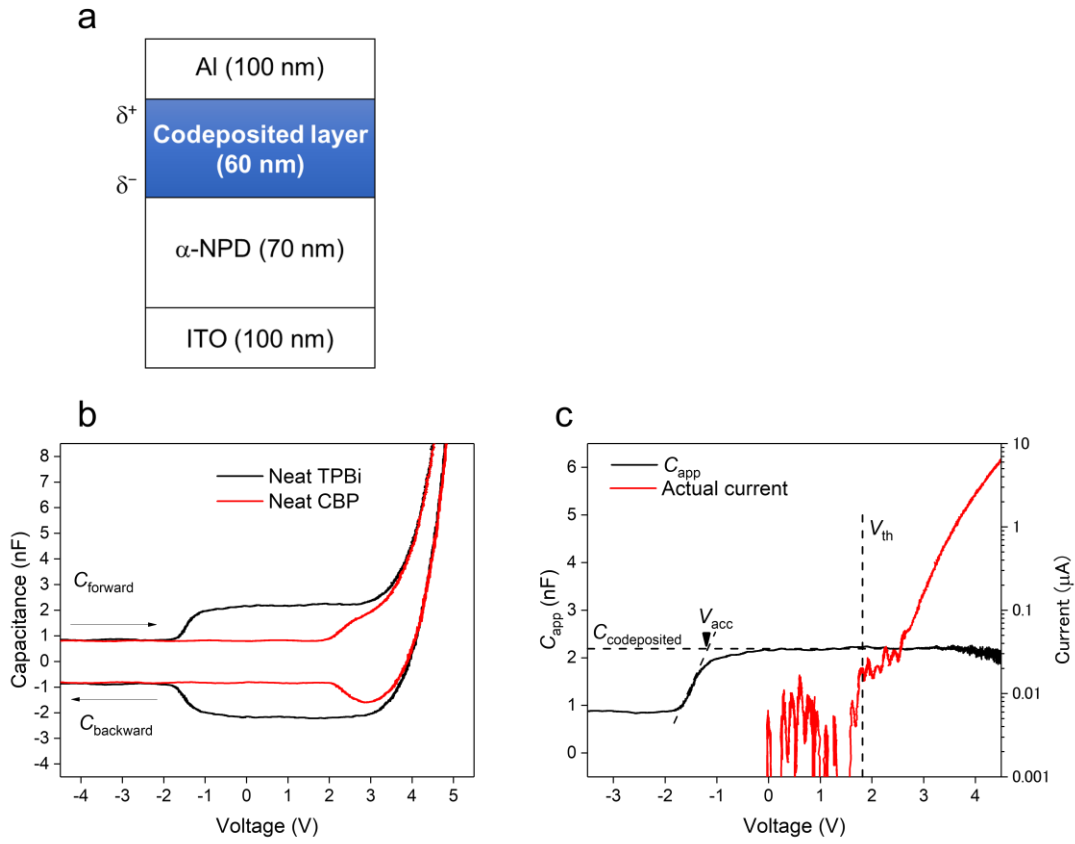 a
Al (100 nm)
δ+
Codeposited layer
(60 nm)
δ−
α-NPD (70 nm)
ITO (100 nm)
b
8
7
6
5
4
3
2
1
0
-1
-2
-3
-4
Capacitance (nF)
Neat TPBi
Neat CBP
Cforward
Cbackward
-4 -3 -2 -1 0 1 2 3 4 5
Voltage (V)
c
6
5
4
3
2
1
0
Capp (nF)
Capp
Actual current
Vth
Vacc
Ccodeposited
10
1
0.1
0.01
0.001
Current (μA)
-3 -2 -1 0 1 2 3 4
Voltage (V)